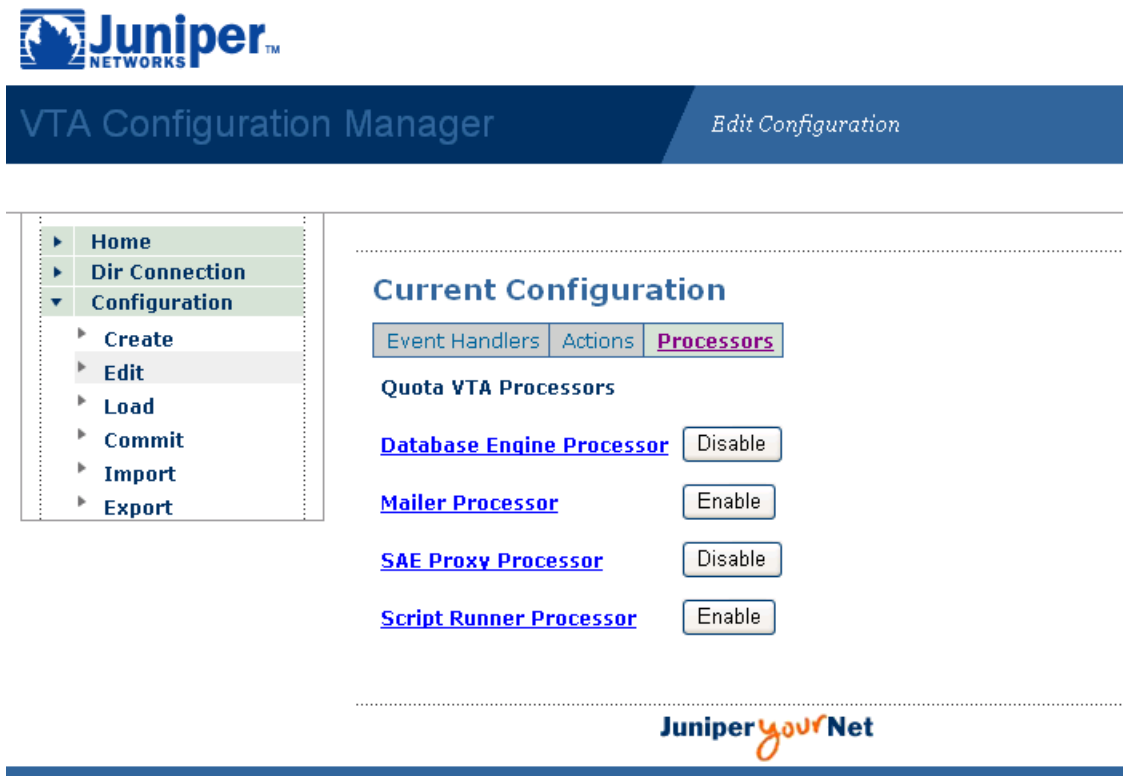 Juniper™
NETWORKS
VTA Configuration Manager
Edit Configuration
Home
Dir Connection
Configuration
Create
Edit
Load
Commit
Import
Export
Current Configuration
Event Handlers Actions Processors
Quota VTA Processors
Database Engine Processor Disable
Mailer Processor Enable
SAE Proxy Processor Disable
Script Runner Processor Enable
Juniper your Net